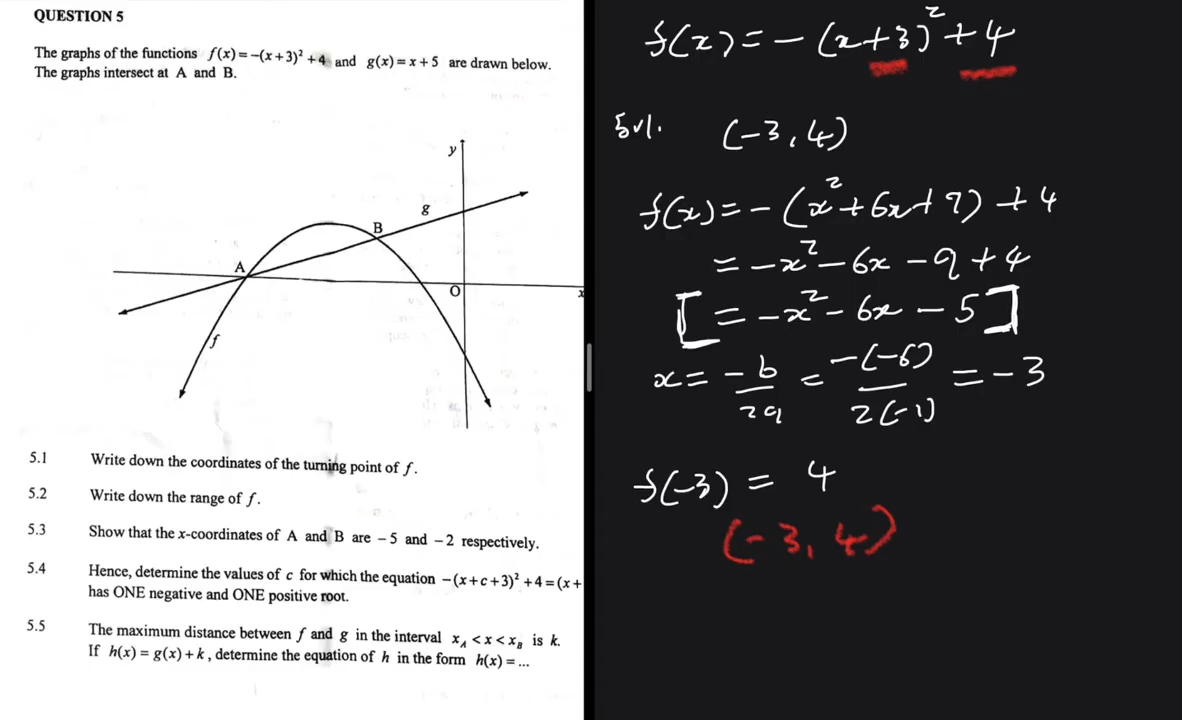 QUESTION 5
The graphs of the functions f(x)=-(x+3)²+4 and g(x)=x+5 are drawn below.
The graphs intersect at A and B.
y
g
B
A
O
x
f
5.1 Write down the coordinates of the turning point of f.
5.2 Write down the range of f.
5.3 Show that the x-coordinates of A and B are -5 and -2 respectively.
5.4 Hence, determine the values of c for which the equation -(x+c+3)²+4=(x+
has ONE negative and ONE positive root.
5.5 The maximum distance between f and g in the interval x_A<x<x_B is k.
If h(x)=g(x)+k, determine the equation of h in the form h(x)=...
f(x)=-(x+3)²+4
Sol. (-3,4)
f(x)=-(x²+6x+9)+4
=-x²-6x-9+4
[=-x²-6x-5]
x=-b/2a=-(-6)/2(-1)=-3
f(-3)=4
(-3,4)